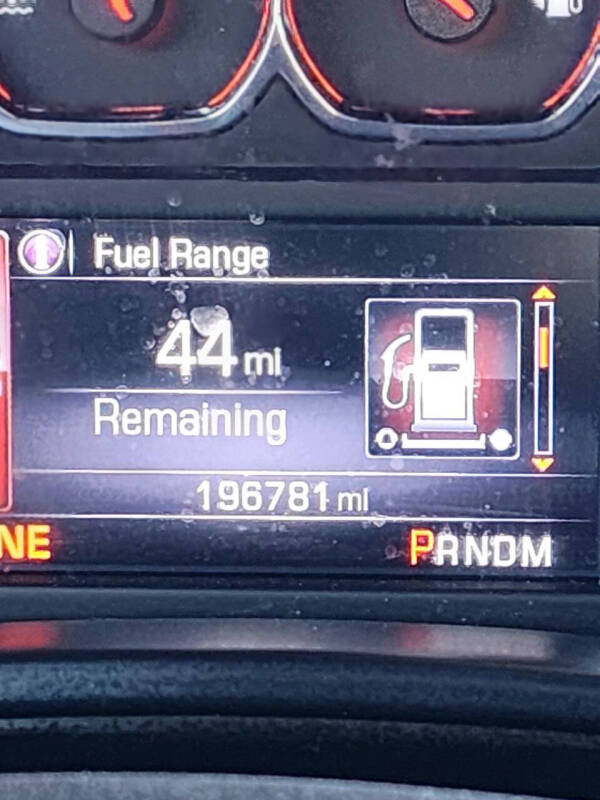 Fuel Range
44 mi
Remaining
196781 mi
NE
PRNDM